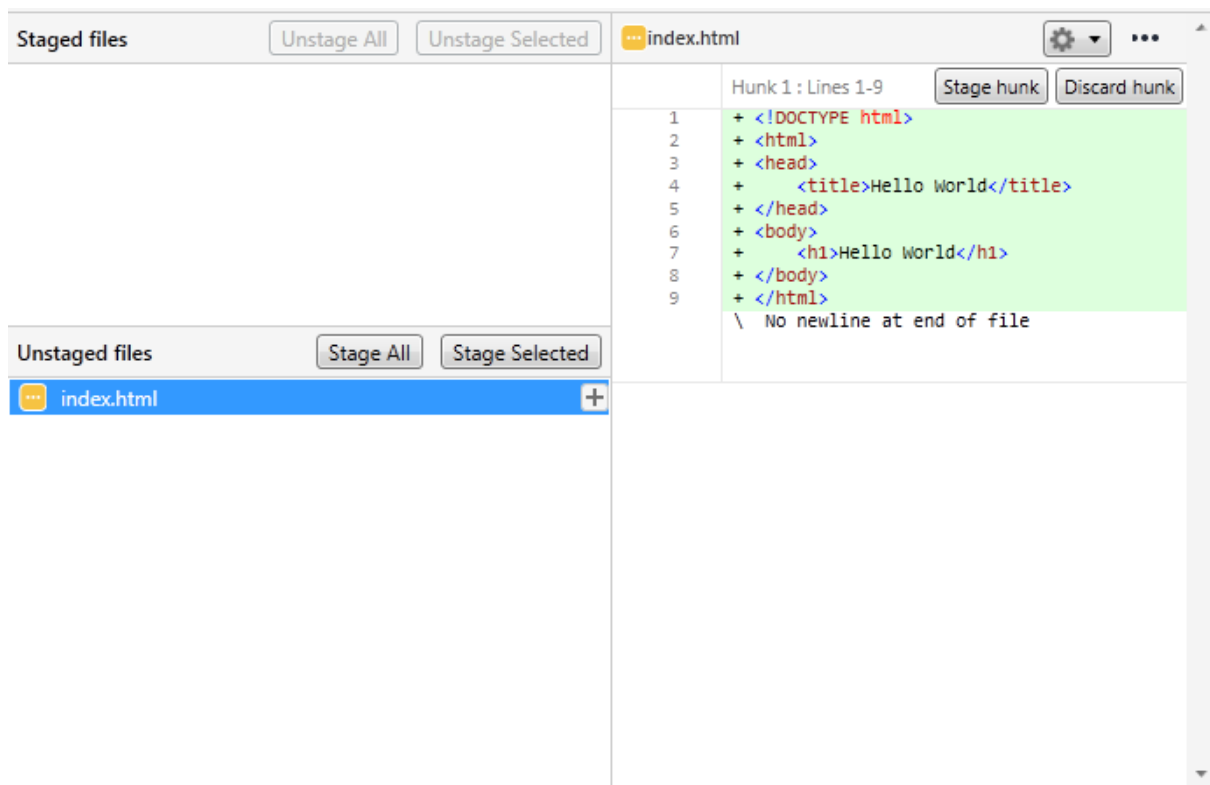 Staged files Unstage All Unstage Selected
Unstaged files Stage All Stage Selected
index.html
index.html
Hunk 1 : Lines 1-9 Stage hunk Discard hunk
1 + <!DOCTYPE html>
2 + <html>
3 + <head>
4 +     <title>Hello World</title>
5 + </head>
6 + <body>
7 +     <h1>Hello World</h1>
8 + </body>
9 + </html>
\ No newline at end of file